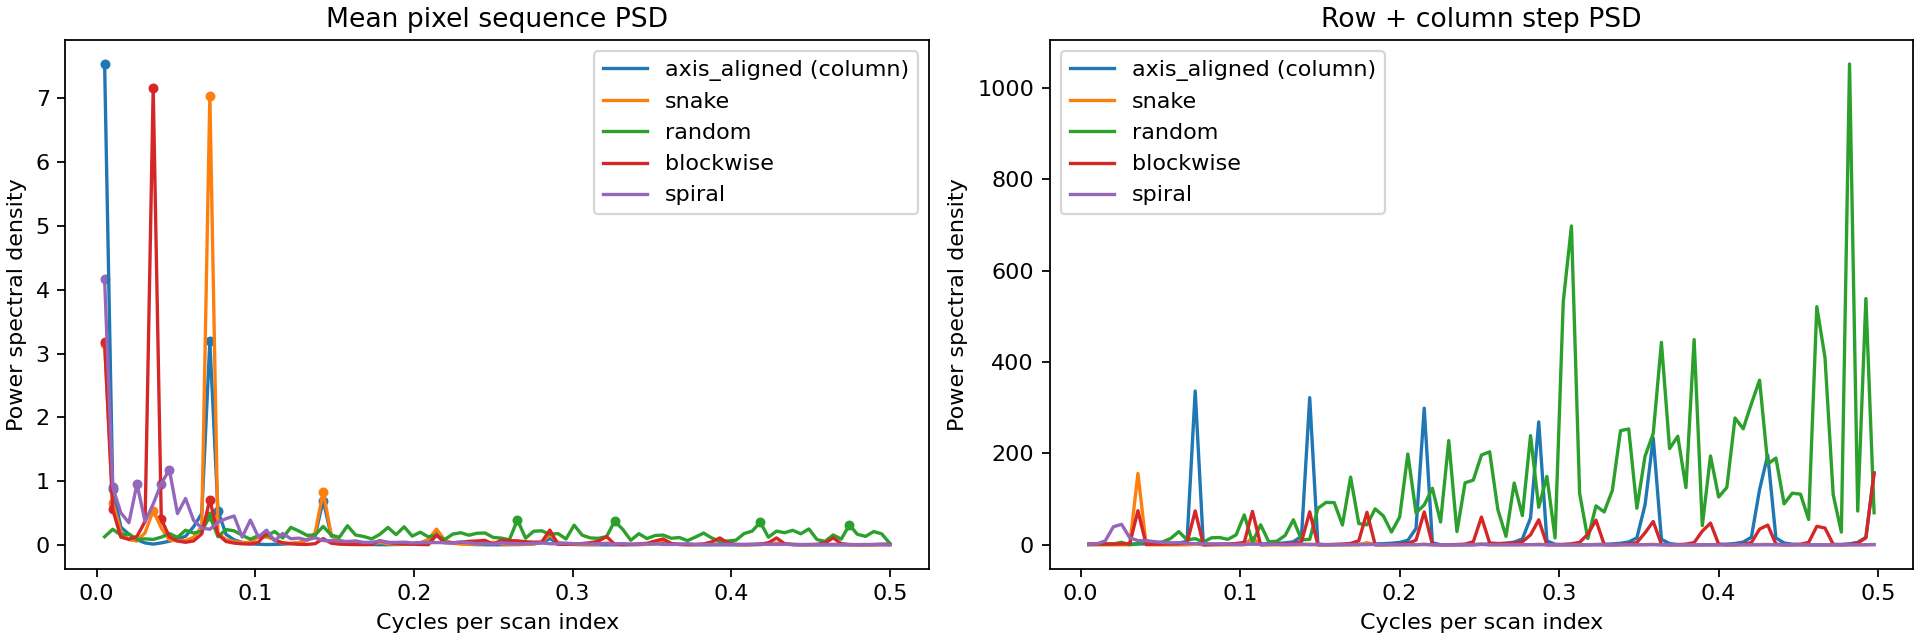 Mean pixel sequence PSD
Power spectral density
7
6
5
4
3
2
1
0
0.0 0.1 0.2 0.3 0.4 0.5
Cycles per scan index
axis_aligned (column)
snake
random
blockwise
spiral
Row + column step PSD
Power spectral density
1000
800
600
400
200
0
0.0 0.1 0.2 0.3 0.4 0.5
Cycles per scan index
axis_aligned (column)
snake
random
blockwise
spiral